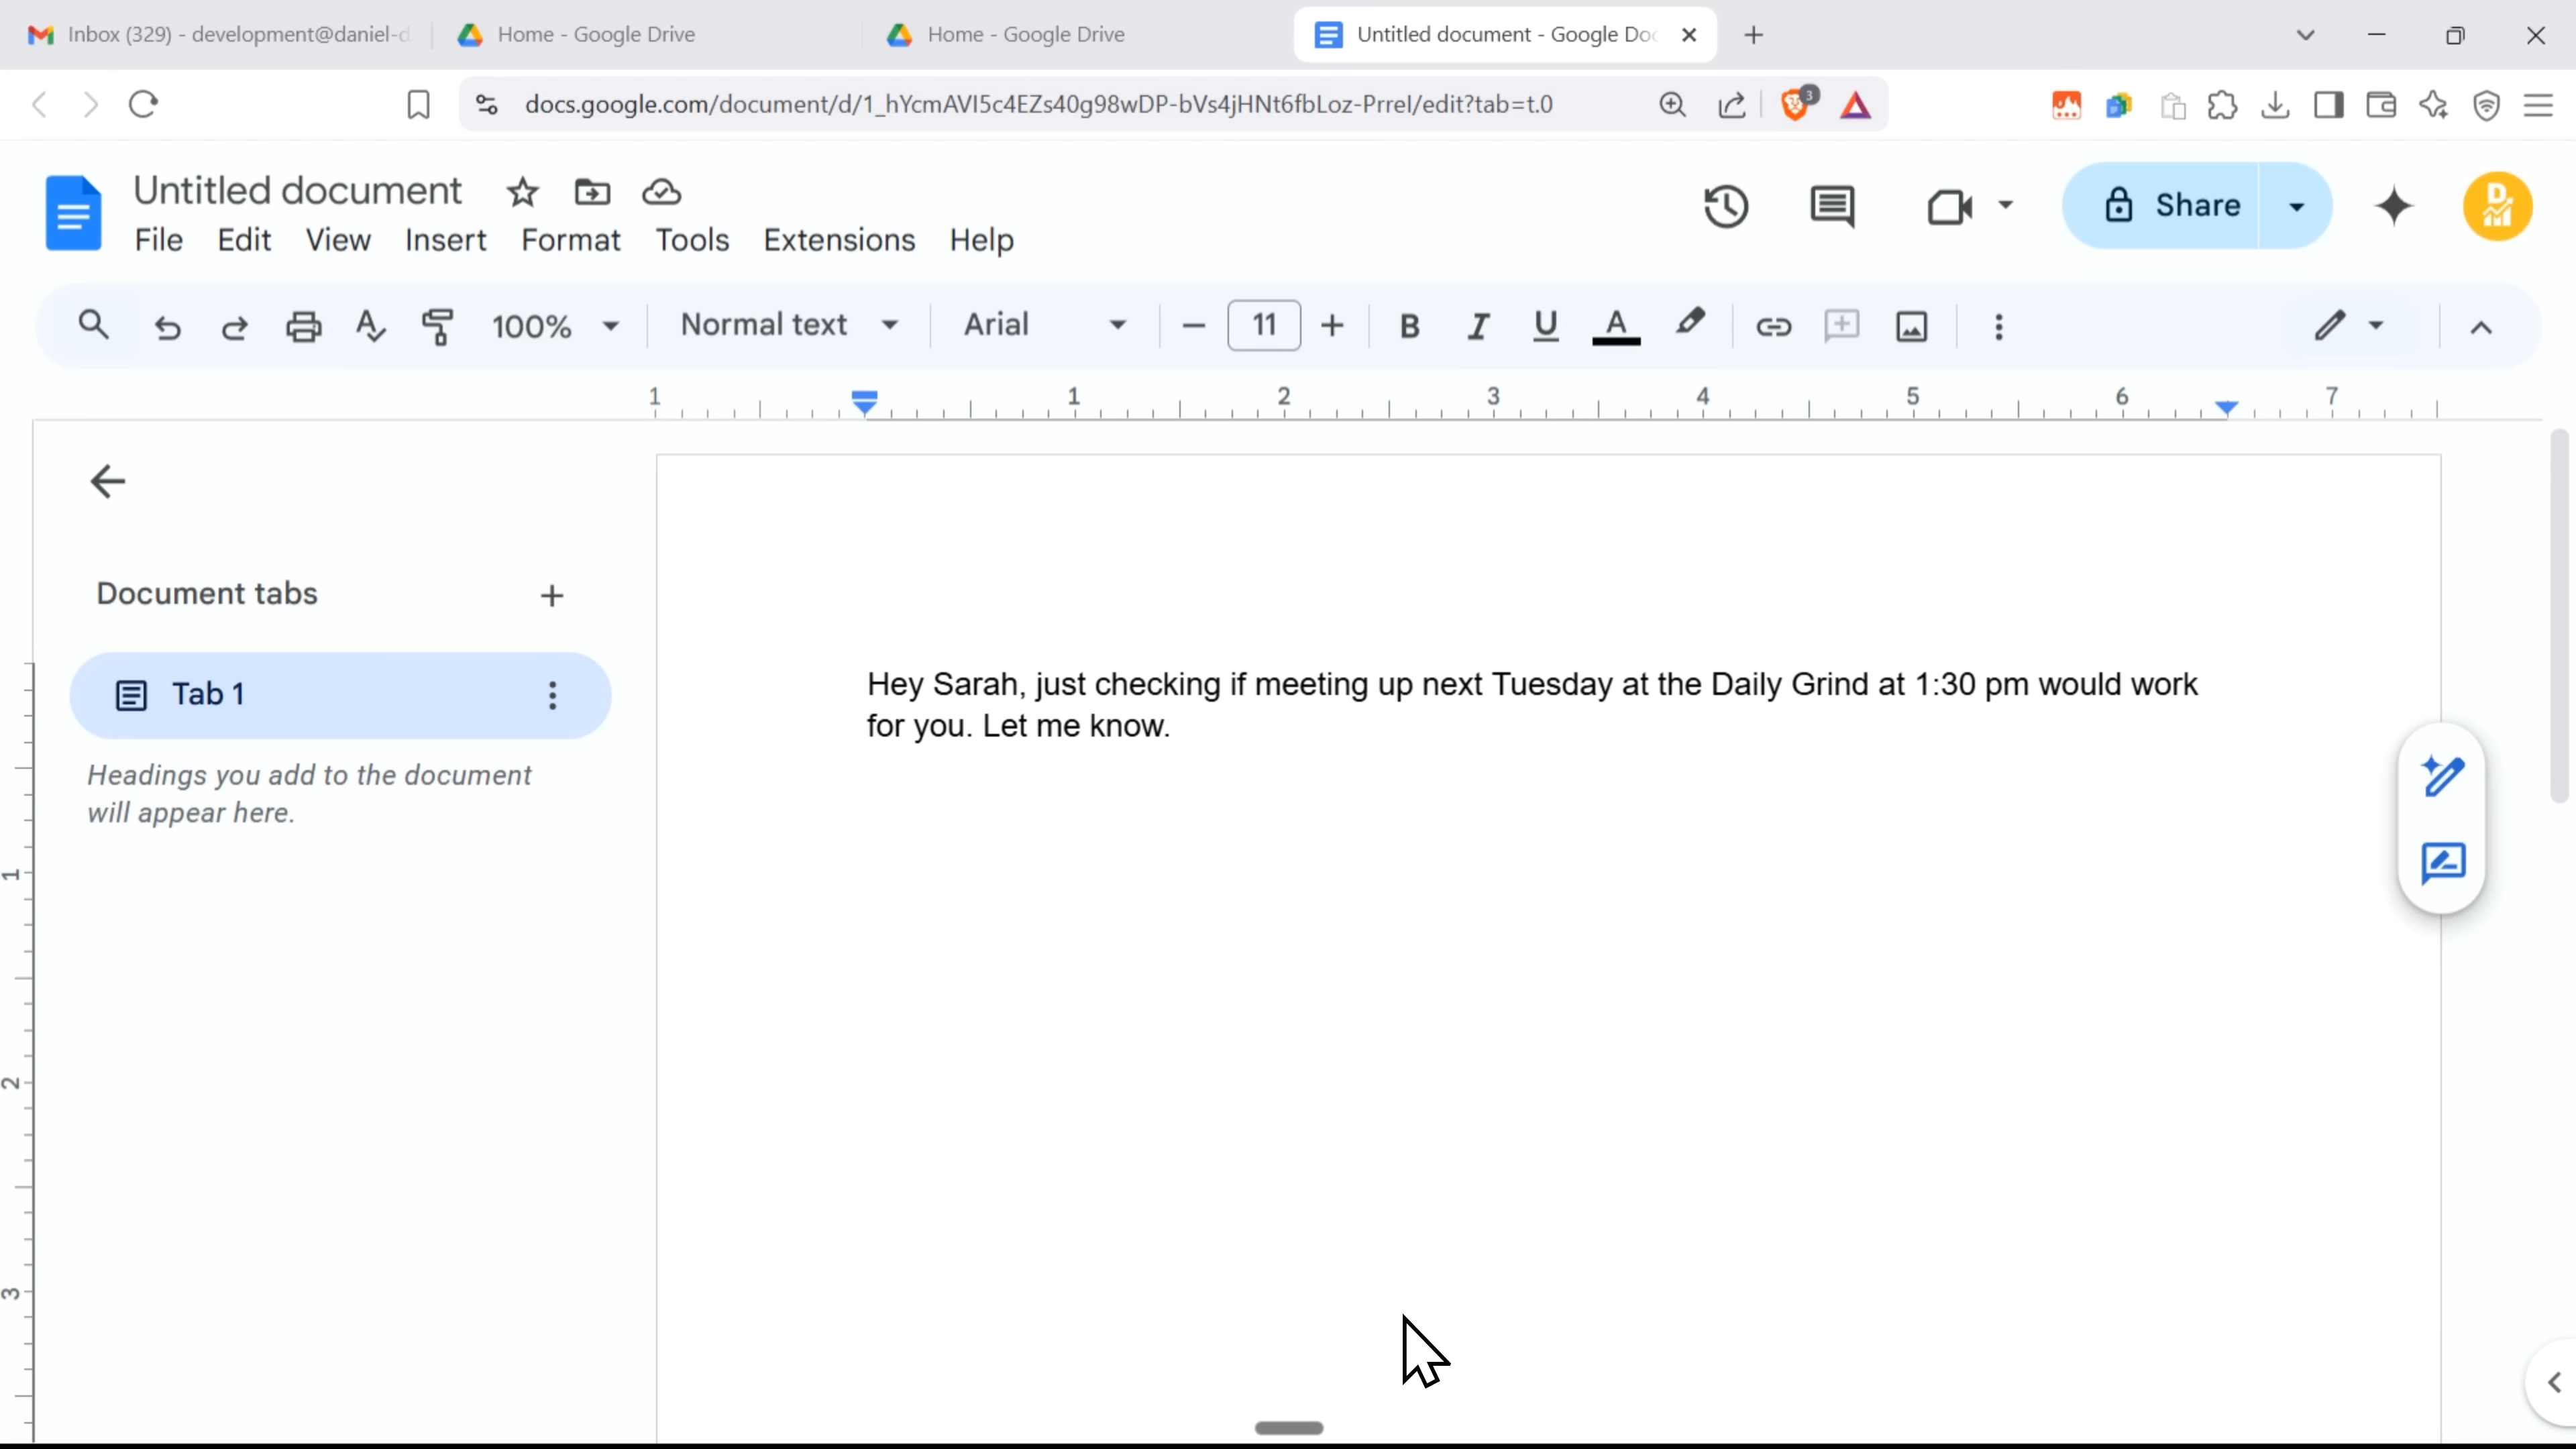 Inbox (329) - development@daniel-d
Home - Google Drive
Home - Google Drive
Untitled document - Google Doc
docs.google.com/document/d/1_hYcmAVI5c4EZs40g98wDP-bVs4jHNt6fbLoz-PrreI/edit?tab=t.0
3
Untitled document
File Edit View Insert Format Tools Extensions Help
Share
100% Normal text Arial 11 B I U A
1 1 2 3 4 5 6 7
Document tabs
Tab 1
Headings you add to the document
will appear here.
Hey Sarah, just checking if meeting up next Tuesday at the Daily Grind at 1:30 pm would work
for you. Let me know.
1
2
3